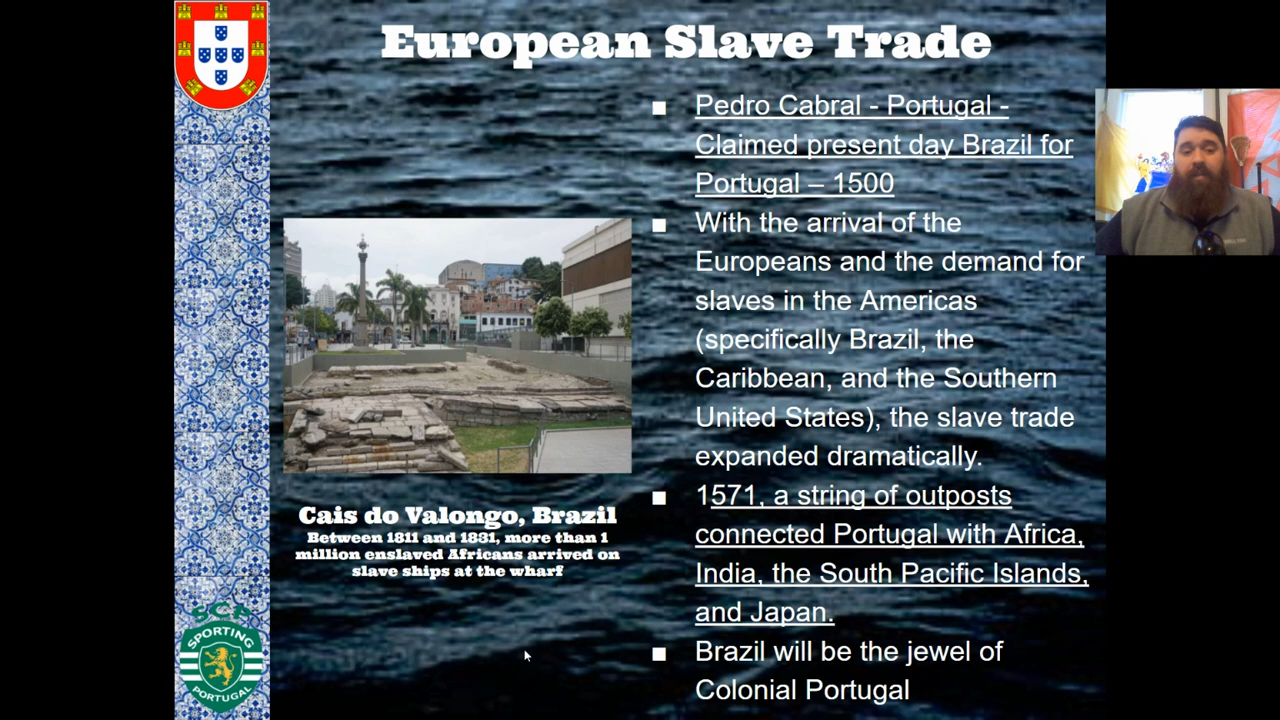 European Slave Trade
■ Pedro Cabral - Portugal -
Claimed present day Brazil for
Portugal – 1500
■ With the arrival of the
Europeans and the demand for
slaves in the Americas
(specifically Brazil, the
Caribbean, and the Southern
United States), the slave trade
expanded dramatically.
■ 1571, a string of outposts
connected Portugal with Africa,
India, the South Pacific Islands,
and Japan.
■ Brazil will be the jewel of
Colonial Portugal
Cais do Valongo, Brazil
Between 1811 and 1831, more than 1
million enslaved Africans arrived on
slave ships at the wharf
SCP
SPORTING
PORTUGAL